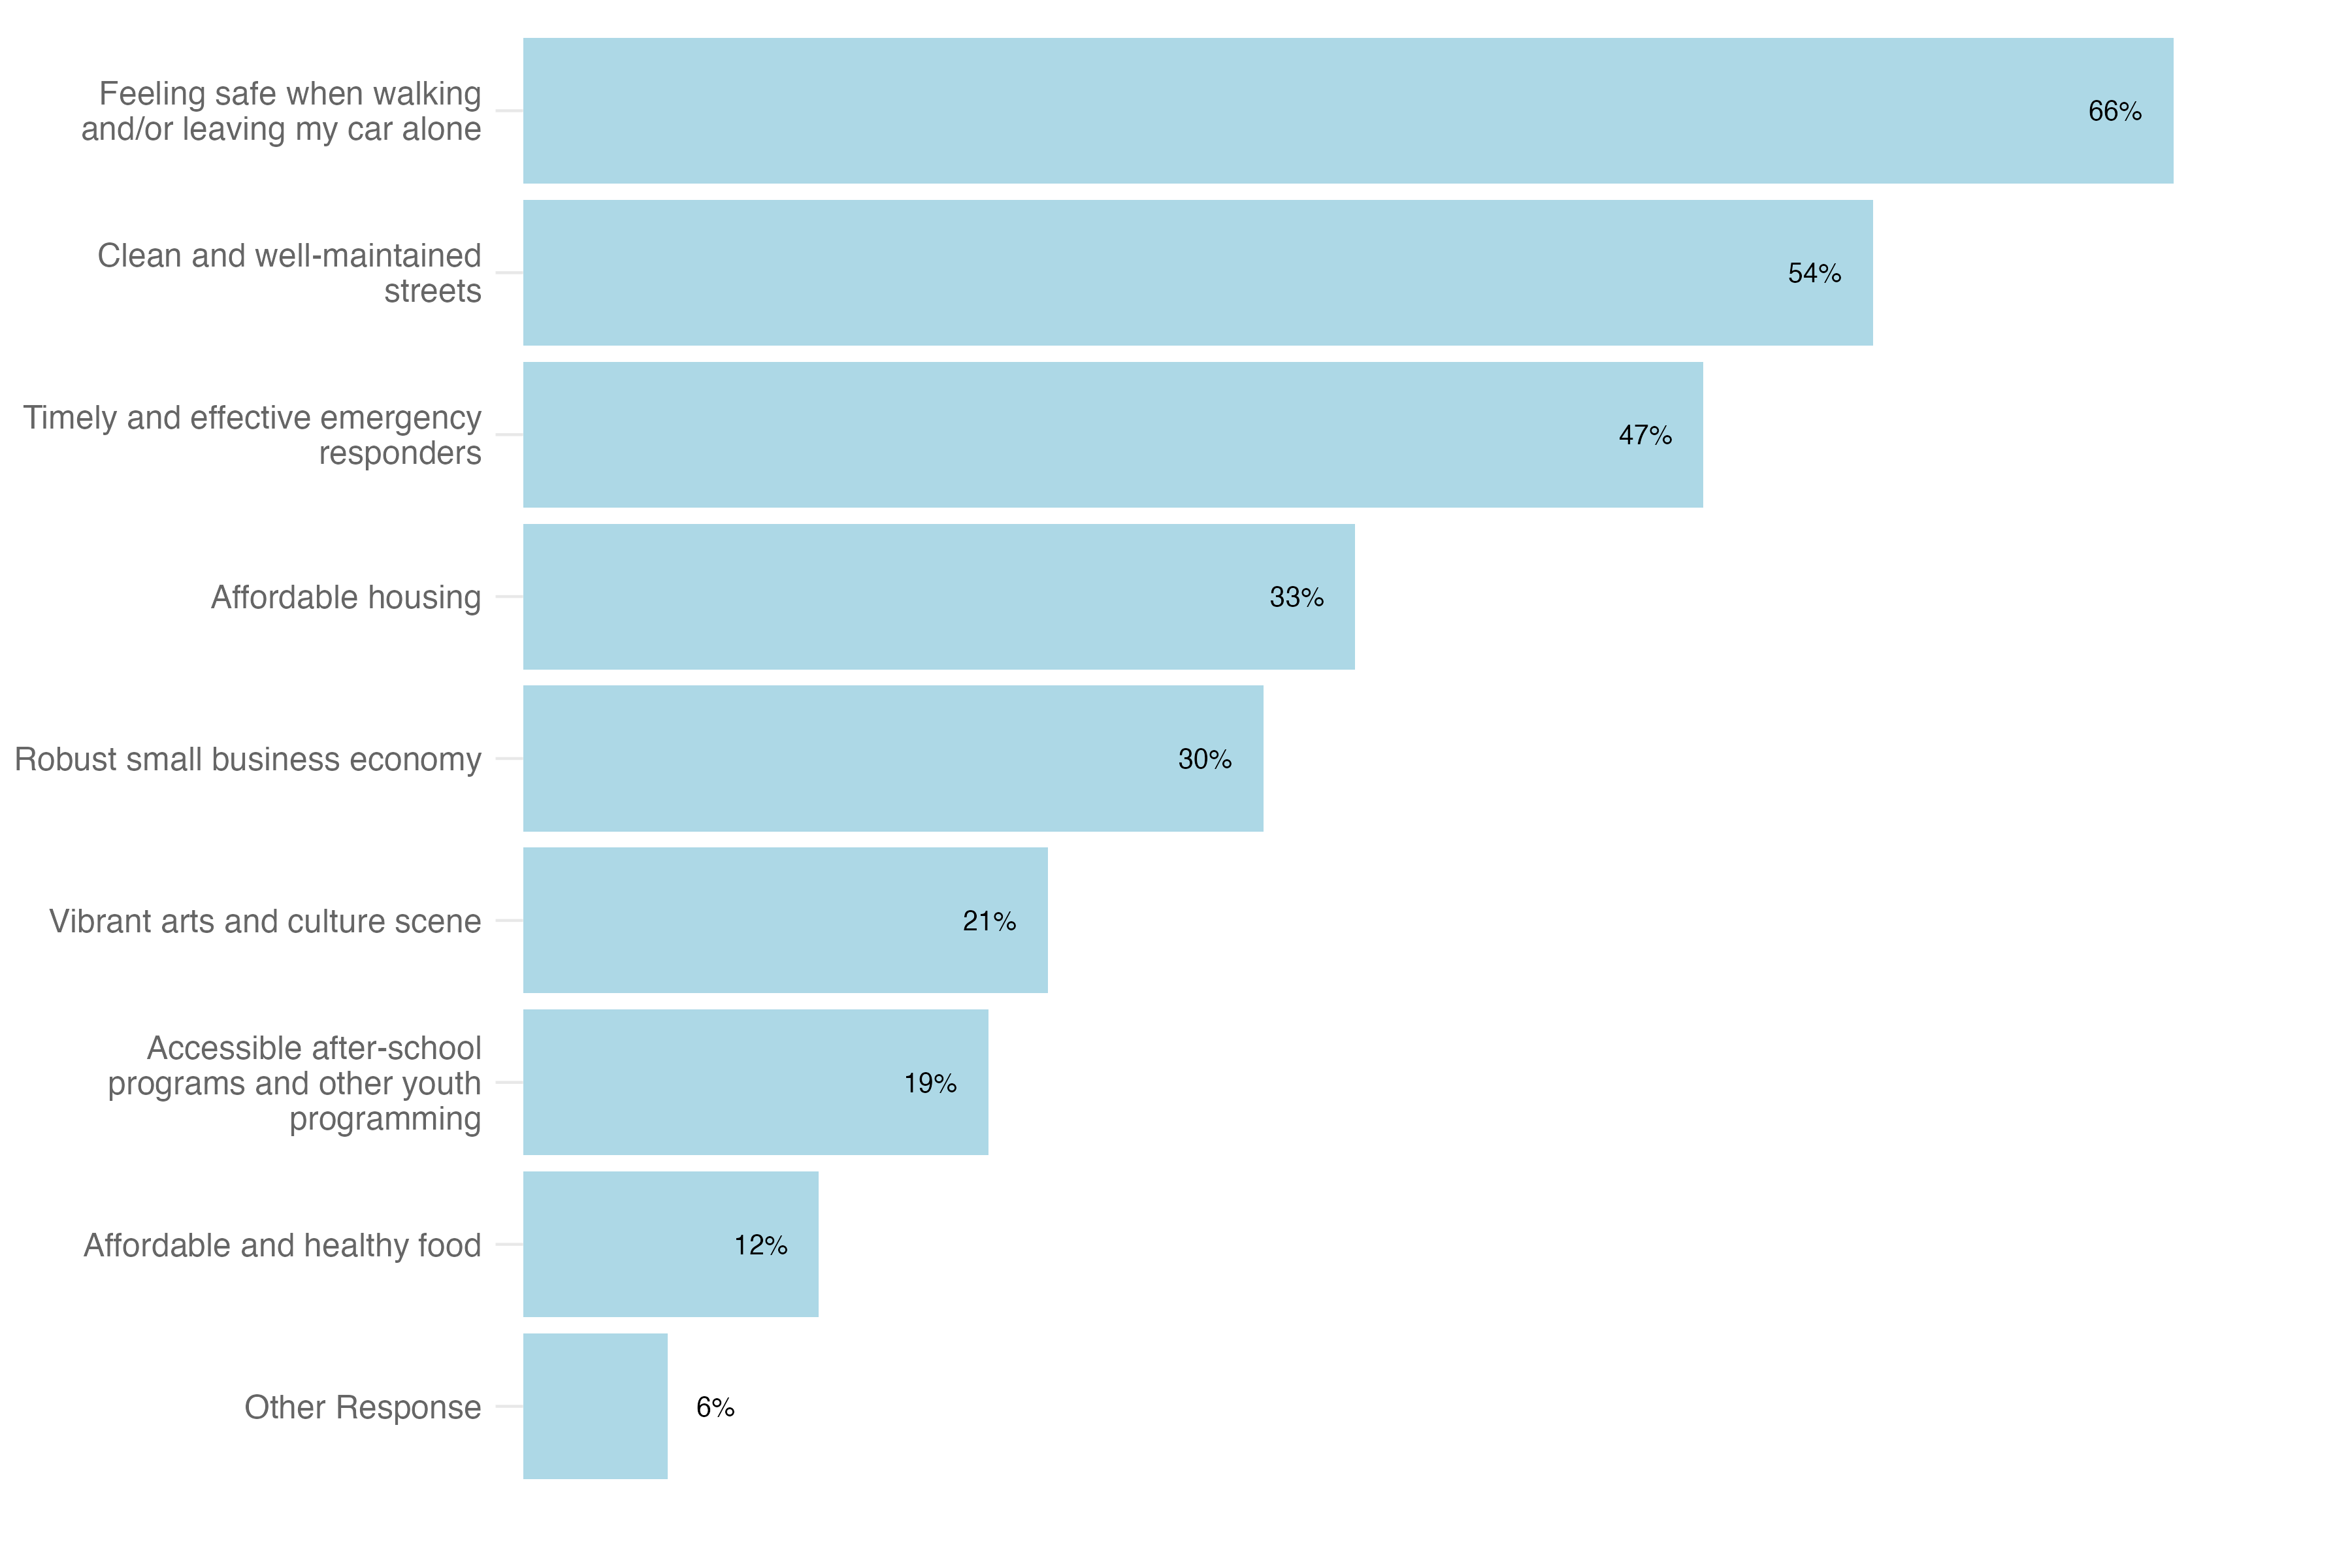 Feeling safe when walking
and/or leaving my car alone
66%
Clean and well-maintained
streets
54%
Timely and effective emergency
responders
47%
Affordable housing
33%
Robust small business economy
30%
Vibrant arts and culture scene
21%
Accessible after-school
programs and other youth
programming
19%
Affordable and healthy food
12%
Other Response
6%